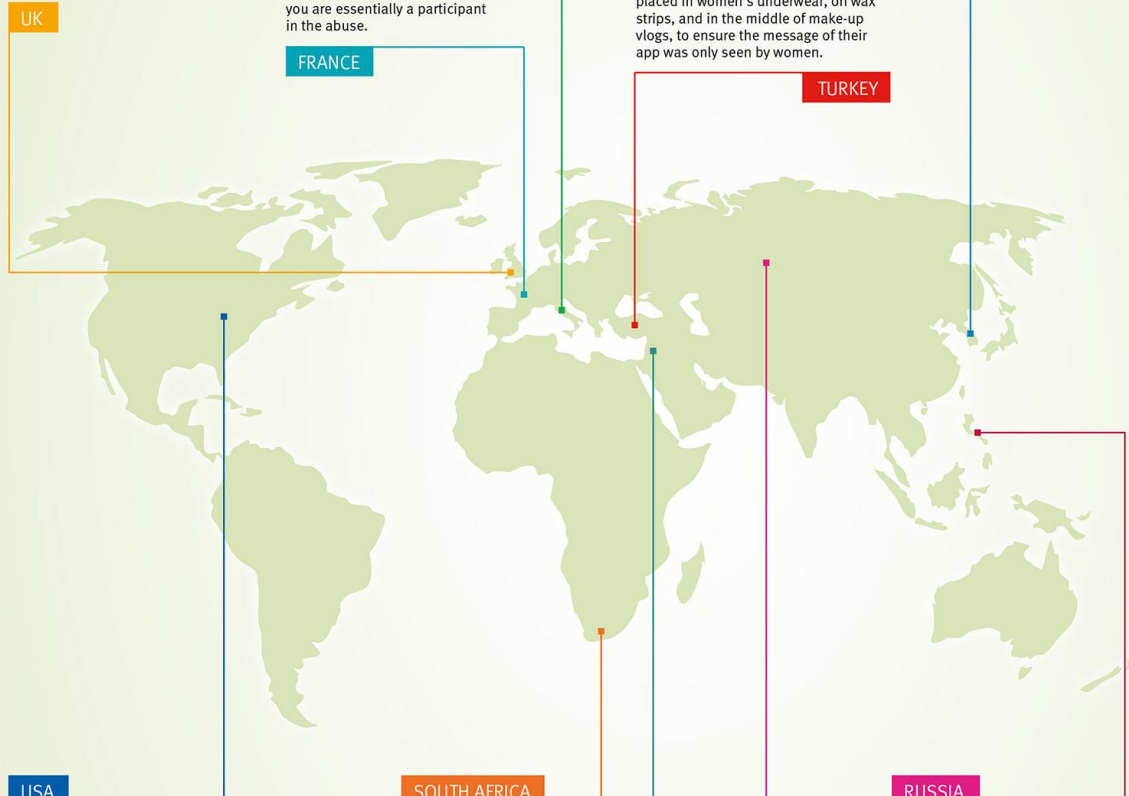 UK
you are essentially a participant
in the abuse.
FRANCE
placed in women's underwear, on wax
strips, and in the middle of make-up
vlogs, to ensure the message of their
app was only seen by women.
TURKEY
USA
SOUTH AFRICA
RUSSIA